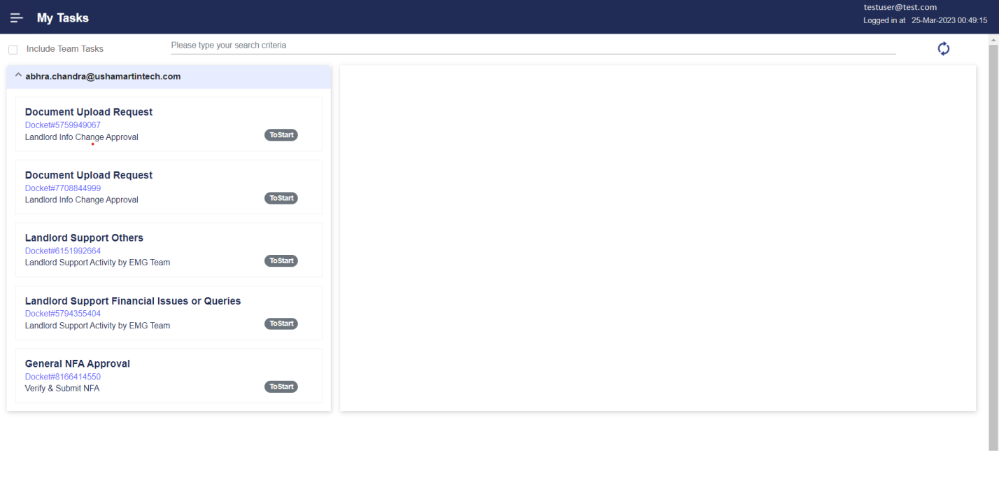 My Tasks
testuser@test.com
Logged in at 25-Mar-2023 00:49:15
Include Team Tasks
Please type your search criteria
abhra.chandra@ushamartintech.com
Document Upload Request
Docket#5759949067
Landlord Info Change Approval
ToStart
Document Upload Request
Docket#7708844999
Landlord Info Change Approval
ToStart
Landlord Support Others
Docket#6151992664
Landlord Support Activity by EMG Team
ToStart
Landlord Support Financial Issues or Queries
Docket#5794355404
Landlord Support Activity by EMG Team
ToStart
General NFA Approval
Docket#8166414550
Verify & Submit NFA
ToStart